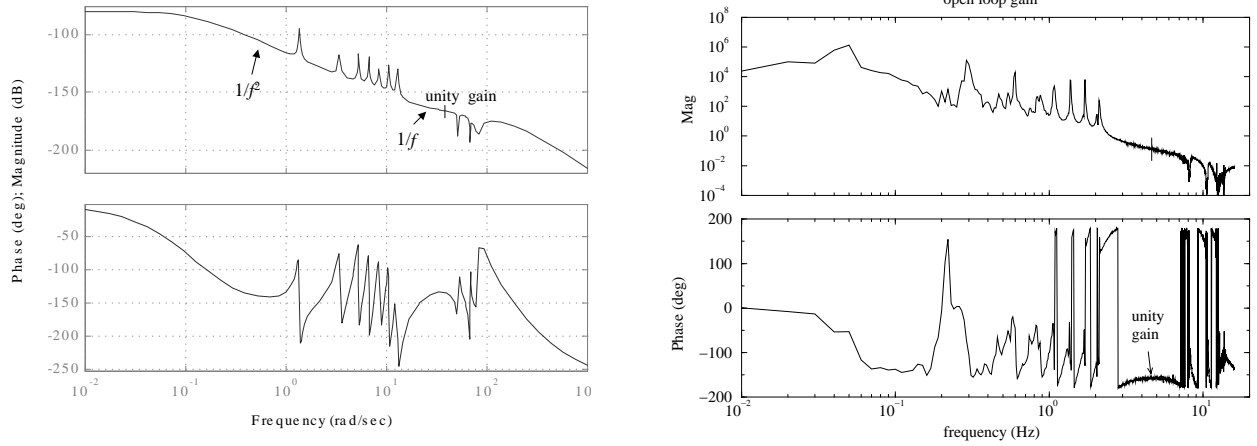 Phase (deg); Magnitude (dB)
-100
-150
-200
1/f²
1/f
unity gain
-50
-100
-150
-200
-250
10⁻²
10⁻¹
10⁰
10¹
10²
10
Frequency (rad/sec)
open loop gain
Mag
10⁸
10⁶
10⁴
10²
10⁰
10⁻²
10⁻⁴
Phase (deg)
200
100
0
−100
−200
unity
gain
10⁻²
10⁻¹
10⁰
10¹
frequency (Hz)